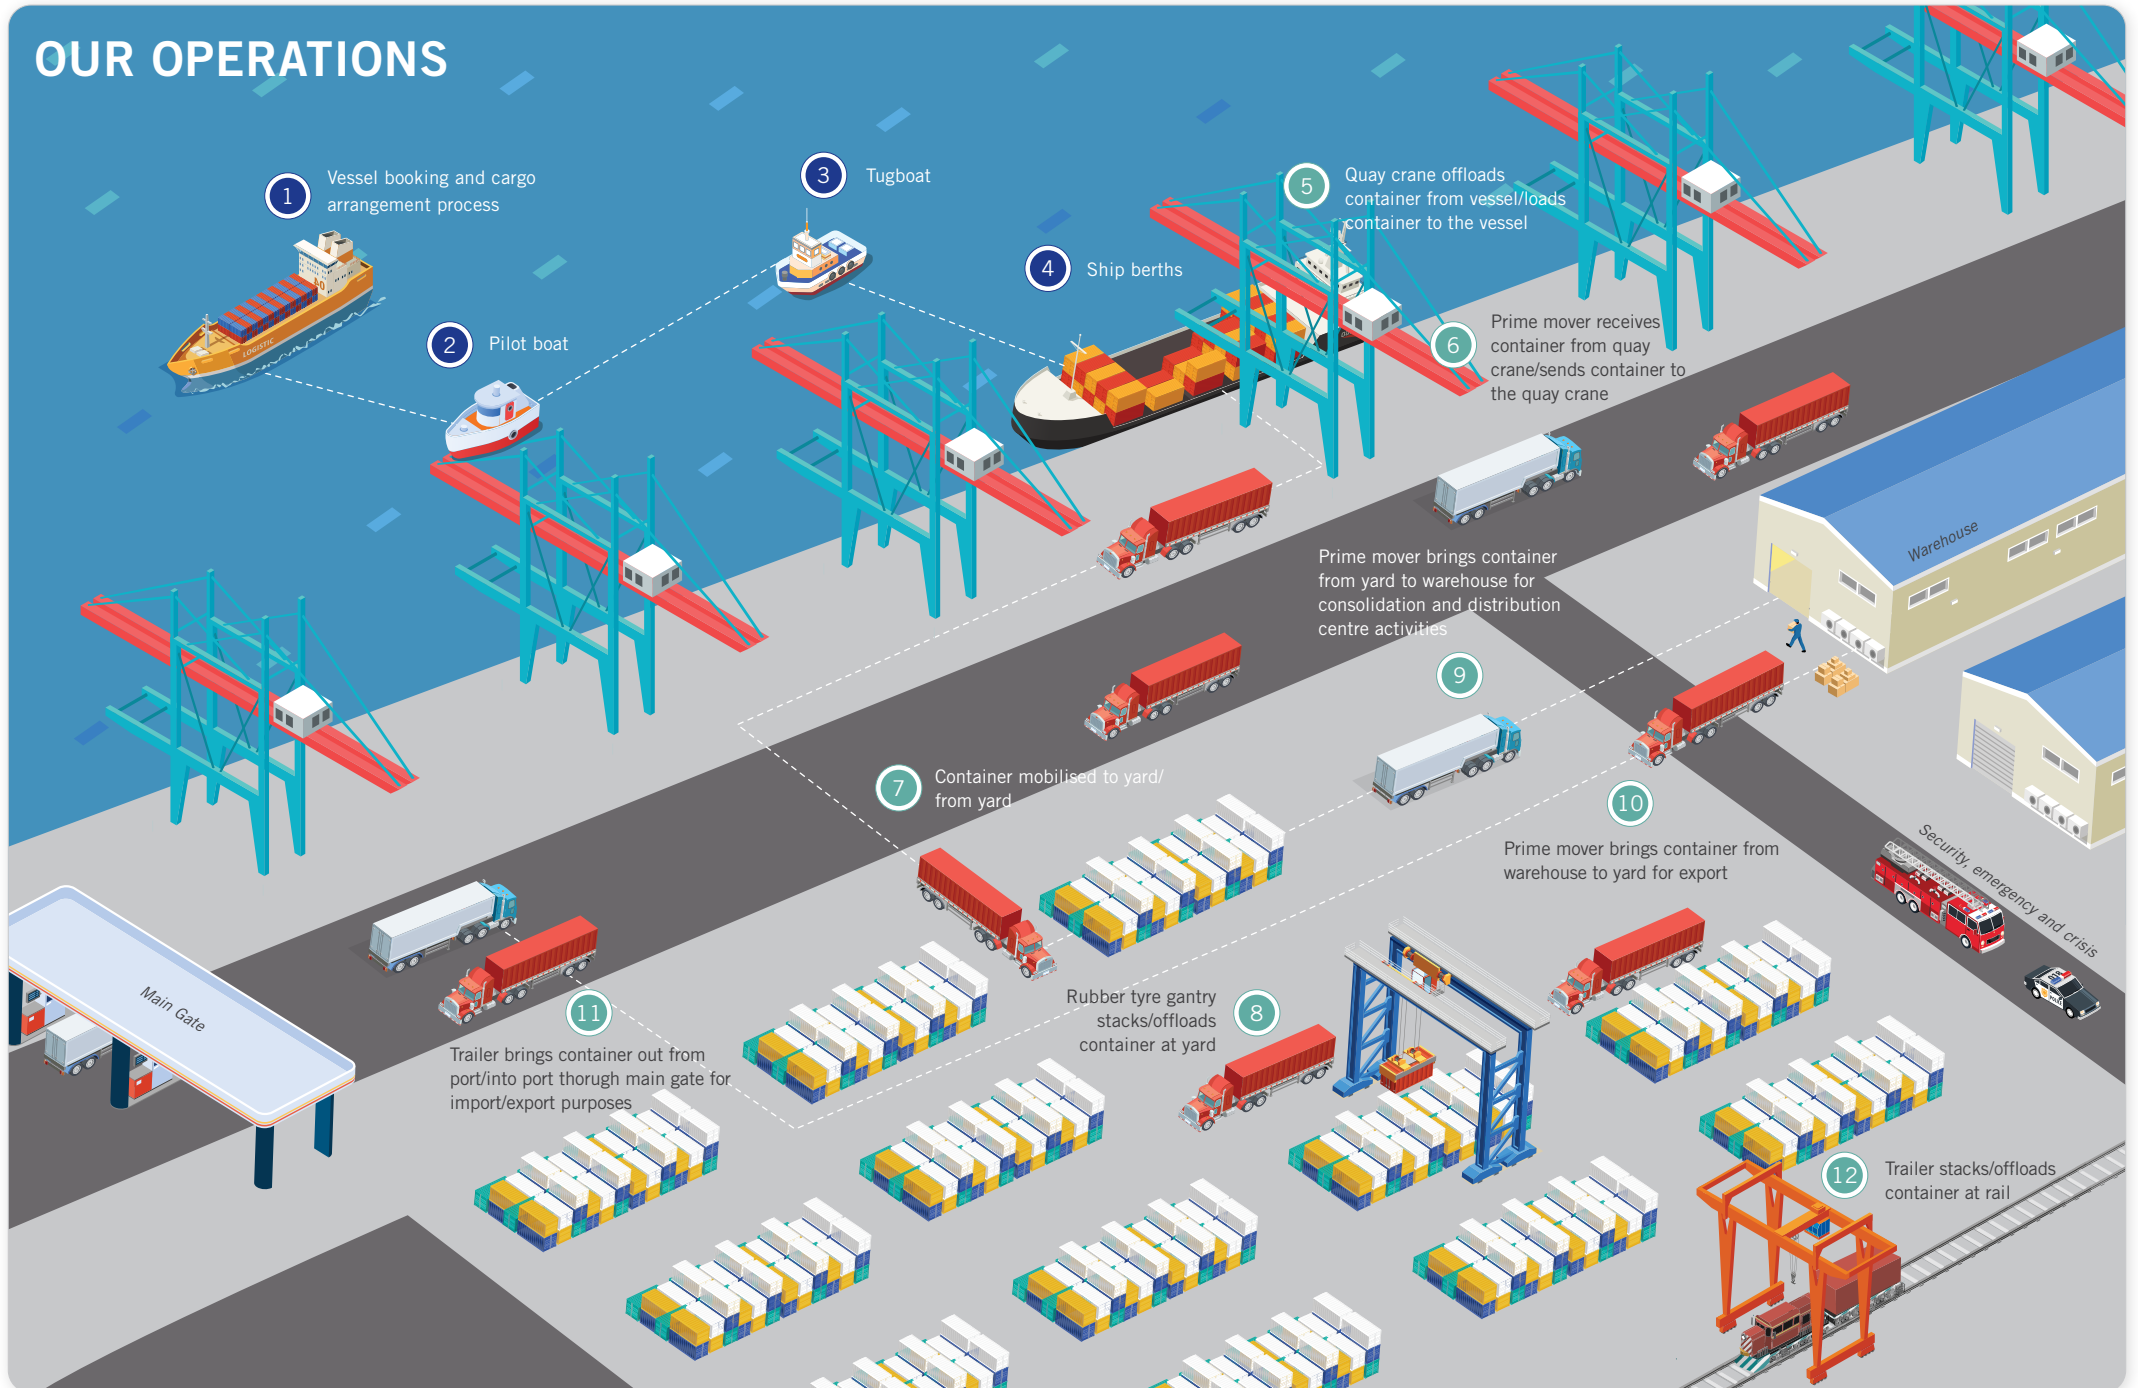 OUR OPERATIONS
1
Vessel booking and cargo
arrangement process
2
Pilot boat
3
Tugboat
4
Ship berths
5
Quay crane offloads
container from vessel/loads
container to the vessel
6
Prime mover receives
container from quay
crane/sends container to
the quay crane
LOGISTIC
Prime mover brings container
from yard to warehouse for
consolidation and distribution
centre activities
9
Warehouse
7
Container mobilised to yard/
from yard
10
Prime mover brings container from
warehouse to yard for export
Security, emergency and crisis
POLICE
Main Gate
8
Rubber tyre gantry
stacks/offloads
container at yard
11
Trailer brings container out from
port/into port thorugh main gate for
import/export purposes
12
Trailer stacks/offloads
container at rail